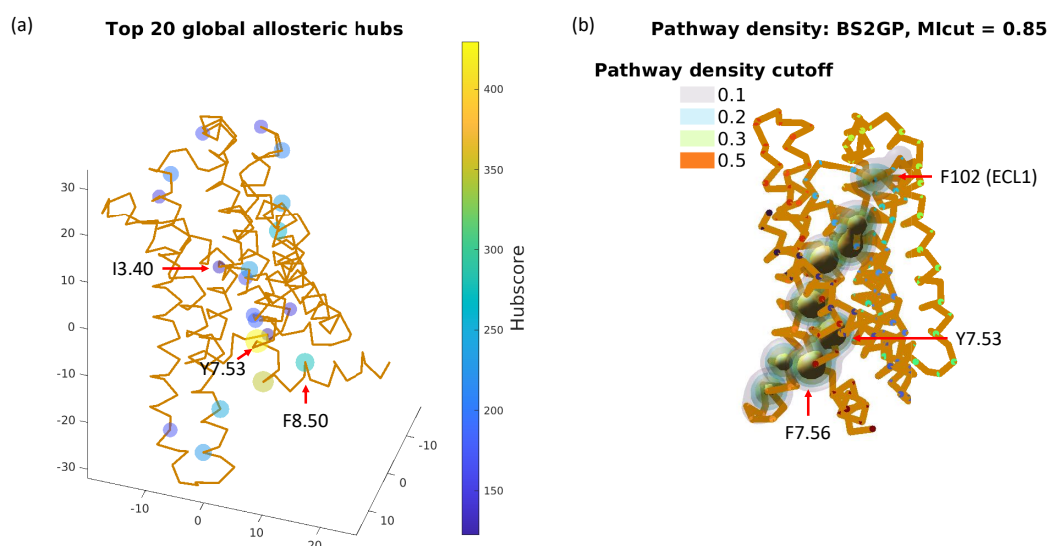 (a)
Top 20 global allosteric hubs
30
20
10
0
-10
-20
-30
-10
0
10
20
-10
0
10
I3.40
Y7.53
F8.50
400
350
300
250
200
150
Hubscore
(b)
Pathway density: BS2GP, MIcut = 0.85
Pathway density cutoff
0.1
0.2
0.3
0.5
F102 (ECL1)
Y7.53
F7.56